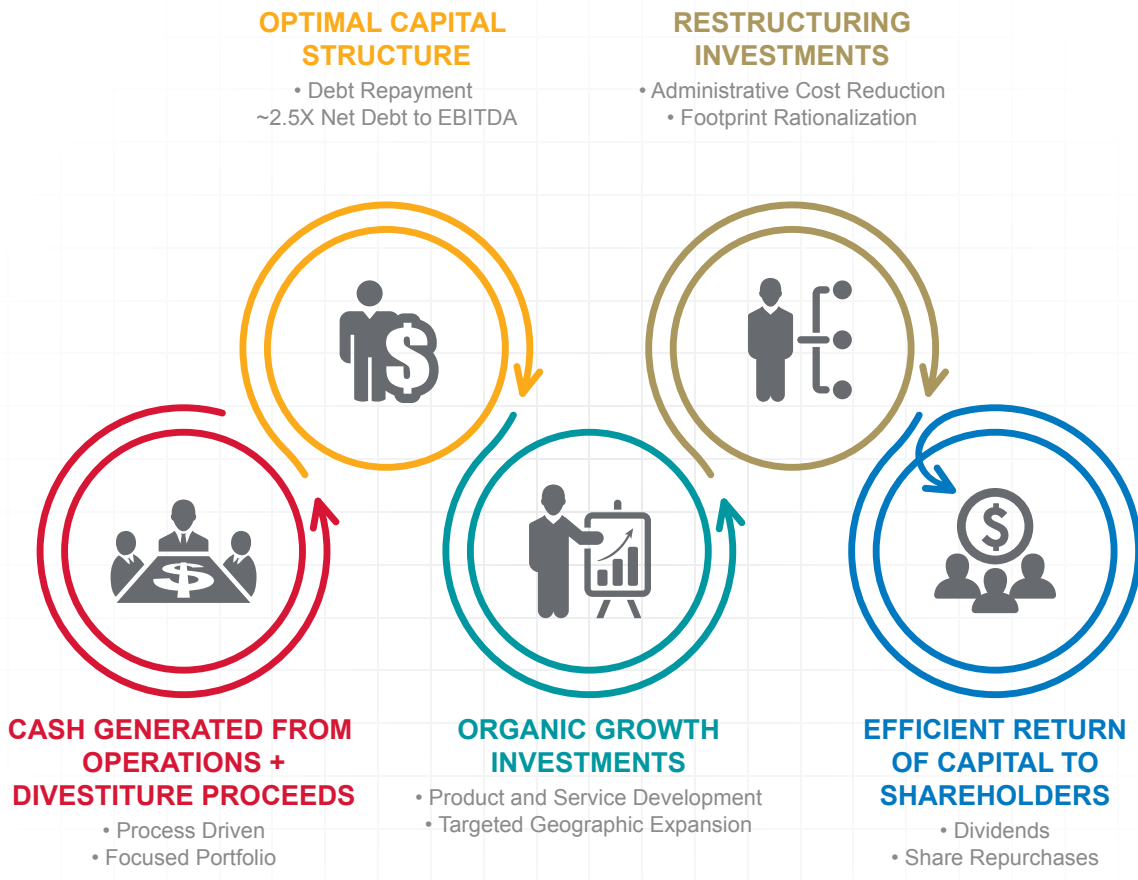 OPTIMAL CAPITAL
STRUCTURE
• Debt Repayment
~2.5X Net Debt to EBITDA
RESTRUCTURING
INVESTMENTS
• Administrative Cost Reduction
• Footprint Rationalization
$
$
$
CASH GENERATED FROM
OPERATIONS +
DIVESTITURE PROCEEDS
• Process Driven
• Focused Portfolio
ORGANIC GROWTH
INVESTMENTS
• Product and Service Development
• Targeted Geographic Expansion
EFFICIENT RETURN
OF CAPITAL TO
SHAREHOLDERS
• Dividends
• Share Repurchases